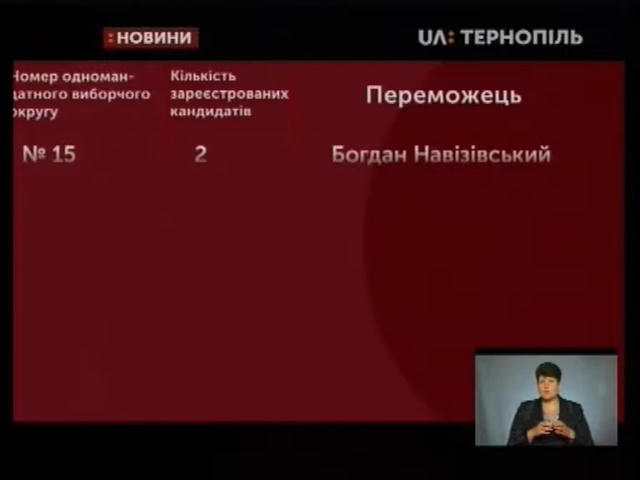 :НОВИНИ
UA: ТЕРНОПІЛЬ
Номер одноман-
датного виборчого
округу
Кількість
зареєстрованих
кандидатів
Переможець
№ 15
2
Богдан Навізівський